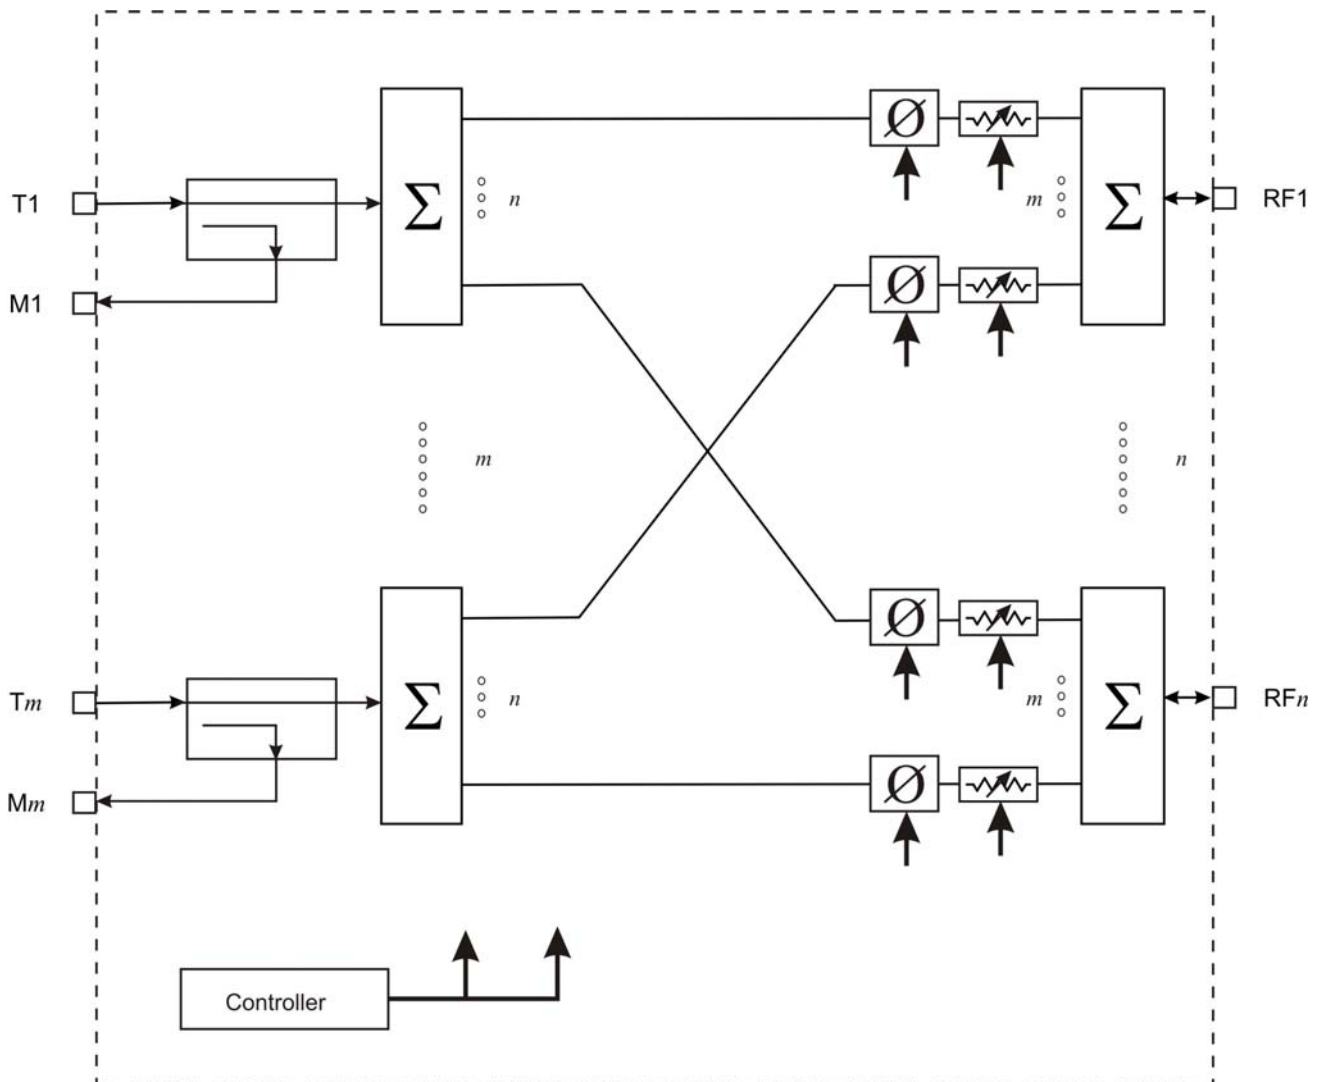 Ø
Σ n m Σ
T1 RF1
M1 Ø
m n
Ø
Σ n m Σ
Tm RFn
Mm Ø
Controller